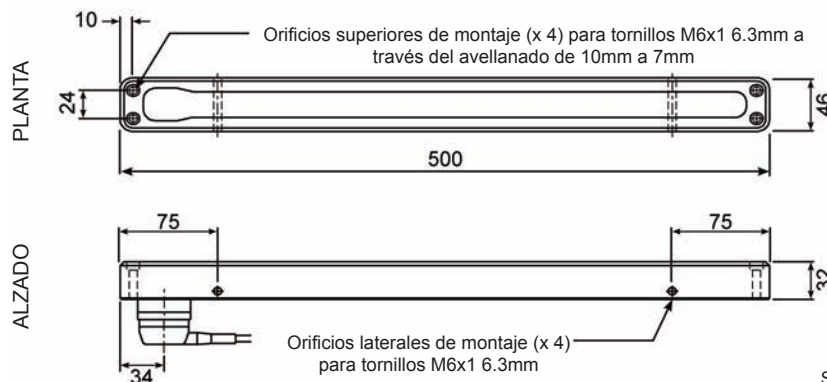 10
Orificios superiores de montaje (x 4) para tornillos M6x1 6.3mm a
través del avellanado de 10mm a 7mm
PLANTA
24
46
500
75
75
ALZADO
32
Orificios laterales de montaje (x 4)
para tornillos M6x1 6.3mm
34